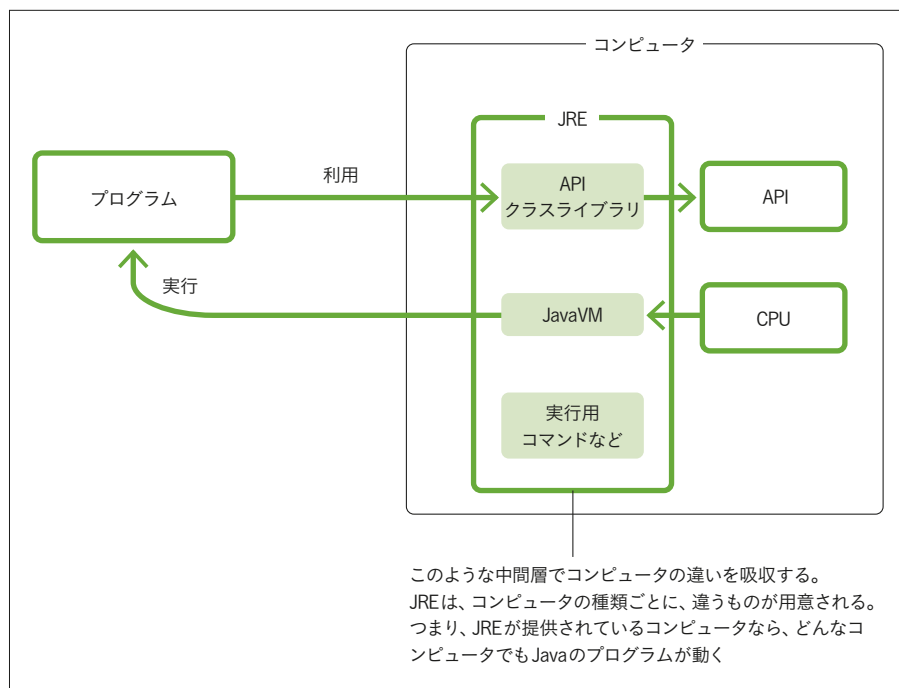 コンピュータ
JRE
プログラム
利用
API
クラスライブラリ
API
実行
JavaVM
CPU
実行用
コマンドなど
このような中間層でコンピュータの違いを吸収する。
JREは、コンピュータの種類ごとに、違うものが用意される。
つまり、JREが提供されているコンピュータなら、どんなコ
ンピュータでもJavaのプログラムが動く